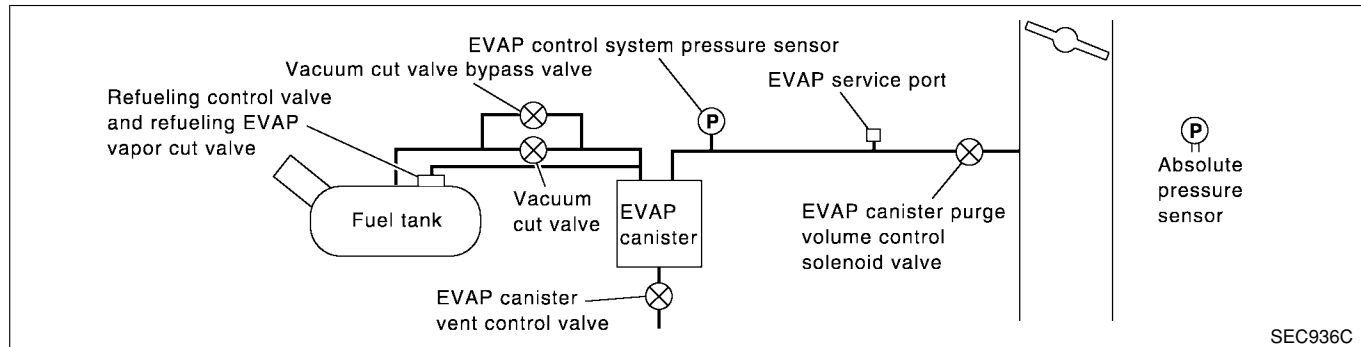 EVAP control system pressure sensor
Vacuum cut valve bypass valve
Refueling control valve
and refueling EVAP
vapor cut valve
EVAP service port
P
P
Absolute
pressure
sensor
Fuel tank
Vacuum
cut valve
EVAP
canister
EVAP canister purge
volume control
solenoid valve
EVAP canister
vent control valve
SEC936C